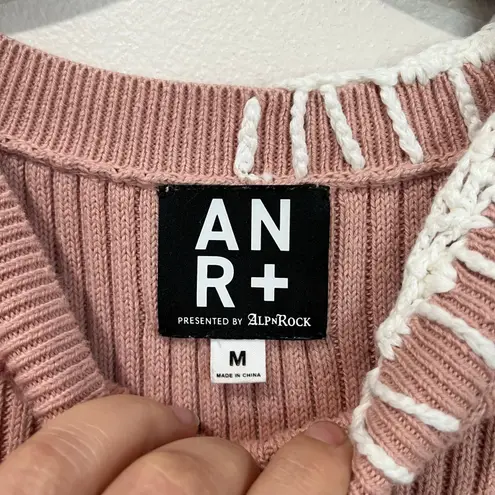 AN
R+
PRESENTED BY ALPNROCK
M
MADE IN CHINA